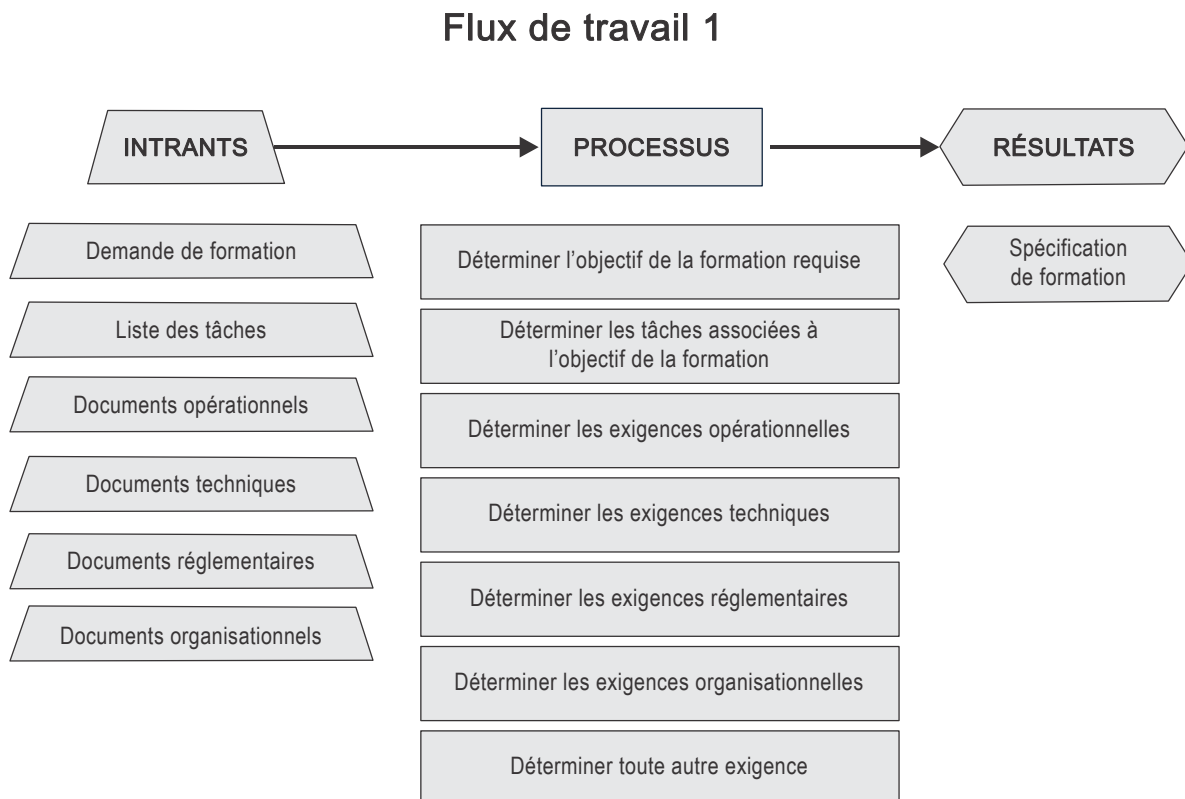 Flux de travail 1
INTRANTS
PROCESSUS
RÉSULTATS
Demande de formation
Liste des tâches
Documents opérationnels
Documents techniques
Documents réglementaires
Documents organisationnels
Déterminer l’objectif de la formation requise
Déterminer les tâches associées à
l’objectif de la formation
Déterminer les exigences opérationnelles
Déterminer les exigences techniques
Déterminer les exigences réglementaires
Déterminer les exigences organisationnelles
Déterminer toute autre exigence
Spécification
de formation